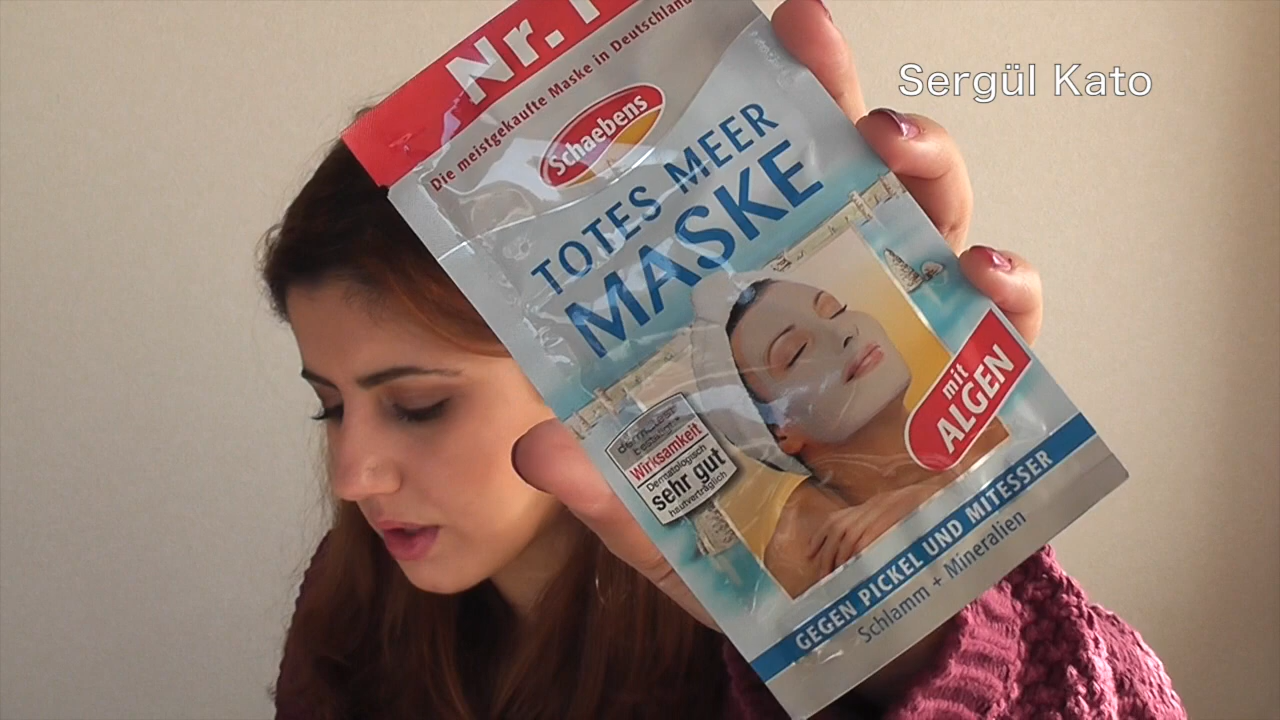 Sergül Kato
Nr. 1
Die meistgekaufte Maske in Deutschland
Schaebens
TOTES MEER
MASKE
mit
ALGEN
Wirksamkeit
Dermatologisch
sehr gut
hautverträglich
GEGEN PICKEL UND MITESSER
Schlamm + Mineralien